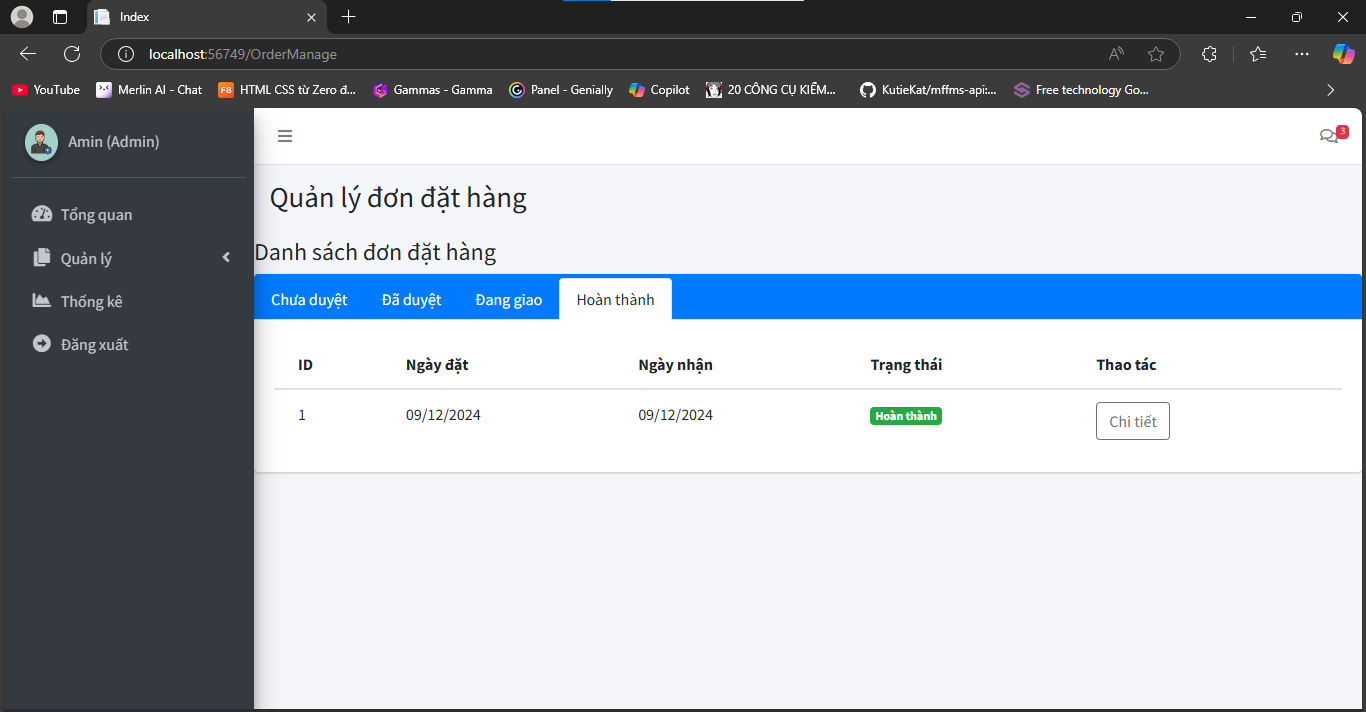 Index
localhost:56749/OrderManage
YouTube Merlin AI - Chat HTML CSS từ Zero đ... Gammas - Gamma Panel - Genially Copilot 20 CÔNG CỤ KIẾM... KutieKat/mffms-api:... Free technology Go...
Amin (Admin)
3
Tổng quan
Quản lý
Thống kê
Đăng xuất
Quản lý đơn đặt hàng
Danh sách đơn đặt hàng
Chưa duyệt Đã duyệt Đang giao Hoàn thành
ID Ngày đặt Ngày nhận Trạng thái Thao tác
1 09/12/2024 09/12/2024 Hoàn thành Chi tiết